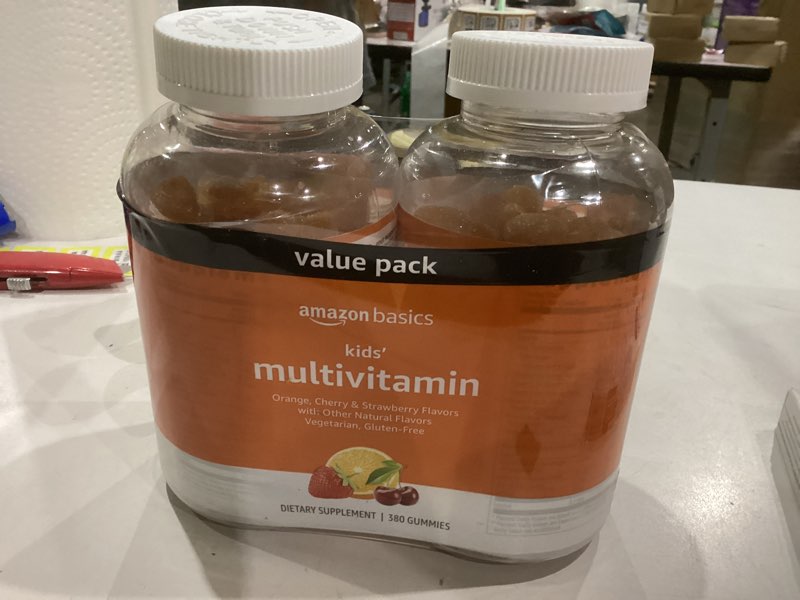 value pack
amazon basics
kids'
multivitamin
Orange, Cherry & Strawberry Flavors
with Other Natural Flavors
Vegetarian, Gluten-Free
DIETARY SUPPLEMENT | 380 GUMMIES